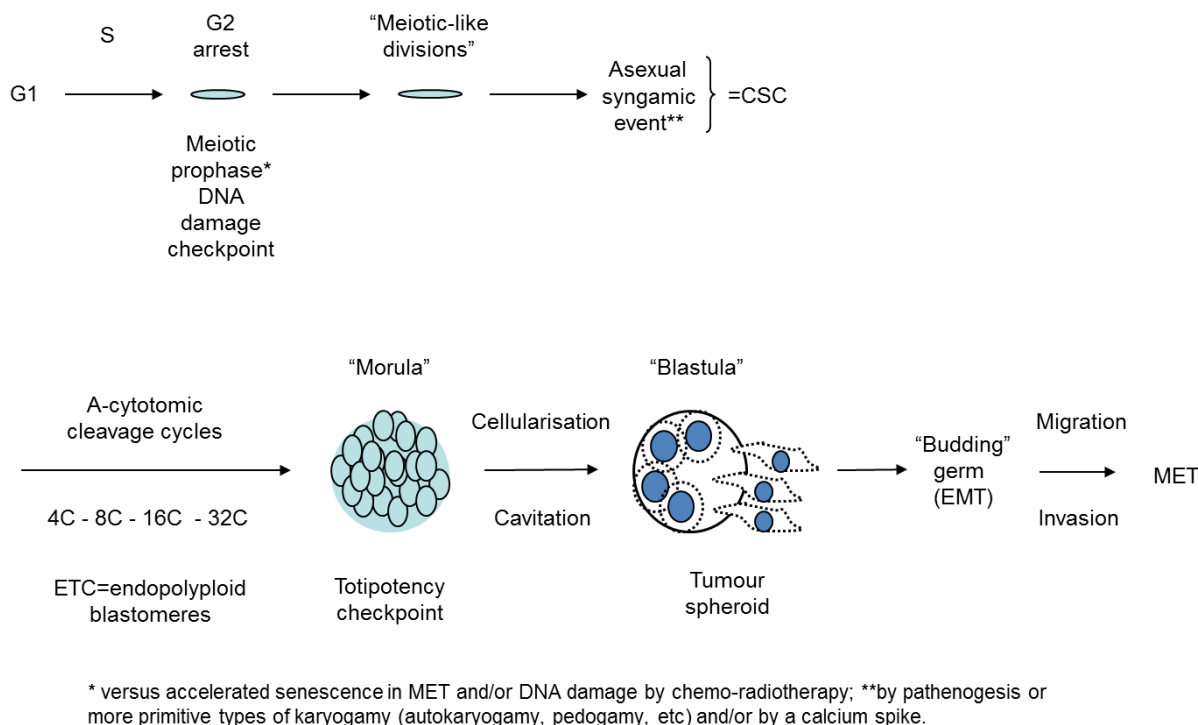 G1
S
G2
arrest
Meiotic
prophase*
DNA
damage
checkpoint
“Meiotic-like
divisions”
Asexual
syngamic
event**
=CSC
A-cytotomic
cleavage cycles
4C - 8C - 16C - 32C
ETC=endopolyploid
blastomeres
“Morula”
Totipotency
checkpoint
Cellularisation
Cavitation
“Blastula”
Tumour
spheroid
“Budding”
germ
(EMT)
Migration
Invasion
MET
* versus accelerated senescence in MET and/or DNA damage by chemo-radiotherapy; **by pathenogesis or
more primitive types of karyogamy (autokaryogamy, pedogamy, etc) and/or by a calcium spike.